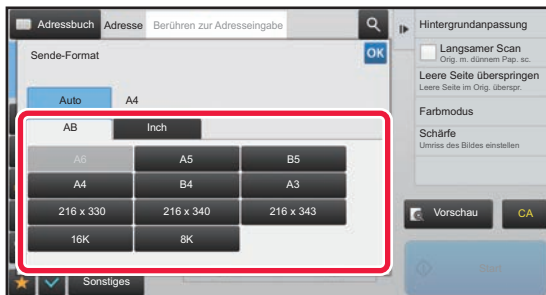 Adressbuch Adresse Berühren zur Adresseingabe
Sende-Format OK
Auto A4
AB Inch
A6 A5 B5
A4 B4 A3
216 x 330 216 x 340 216 x 343
16K 8K
Sonstiges
Hintergrundanpassung
Langsamer Scan
Orig. m. dünnem Pap. sc.
Leere Seite überspringen
Leere Seite im Orig. überspr.
Farbmodus
Schärfe
Umriss des Bildes einstellen
Vorschau CA
Start